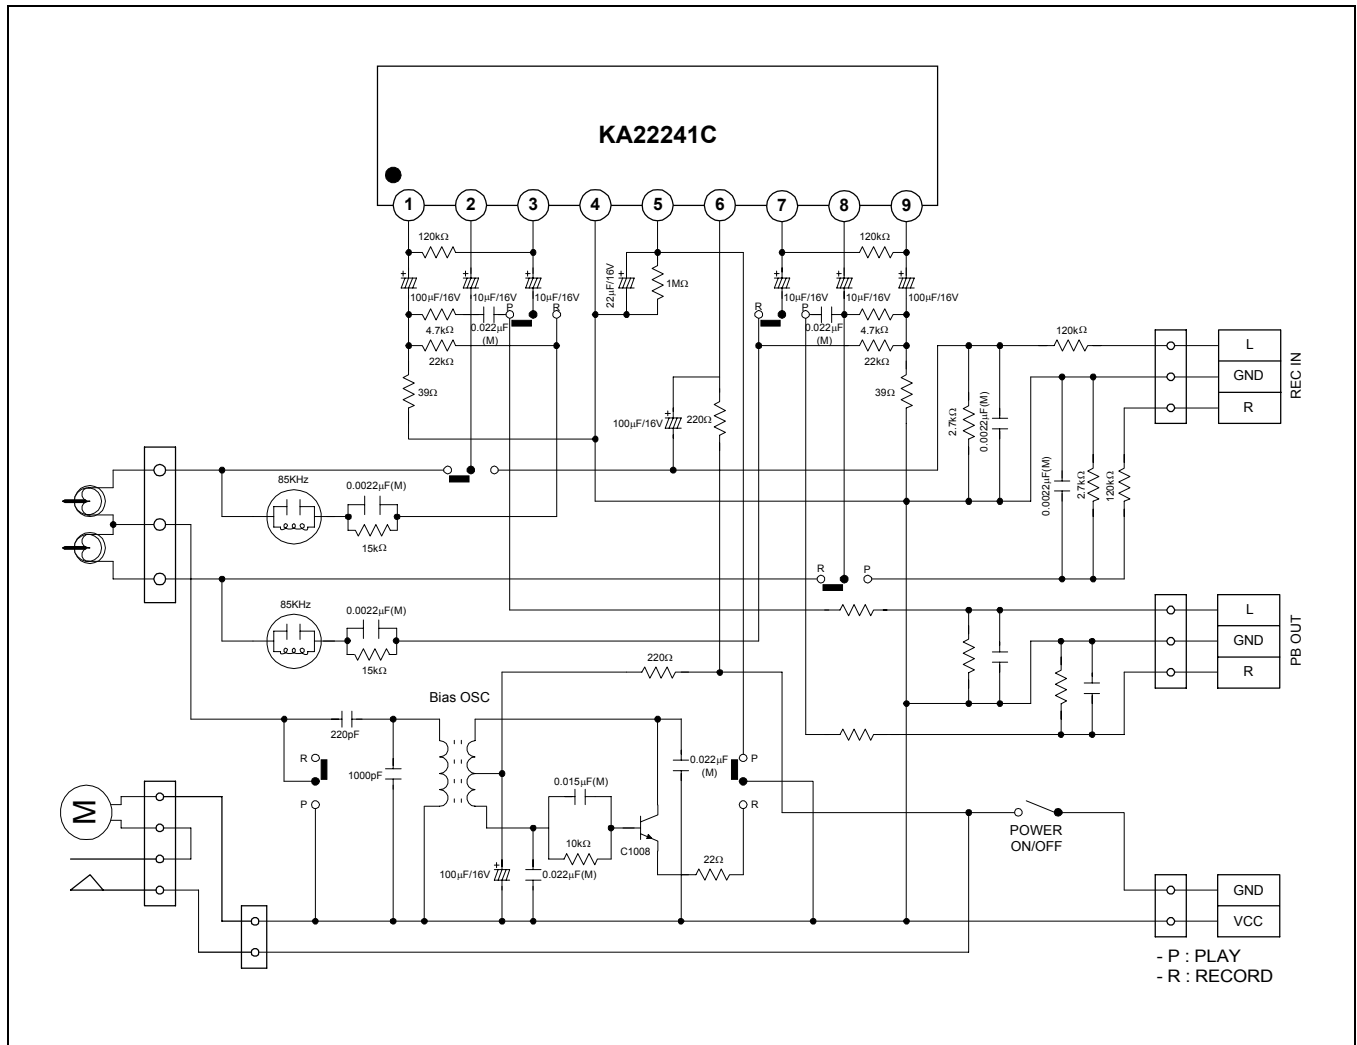 KA22241C
1 2 3 4 5 6 7 8 9
120kΩ 120kΩ
100μF/16V 10μF/16V 10μF/16V 22μF/16V 1MΩ 10μF/16V 10μF/16V 100μF/16V
P R R P
4.7kΩ 0.022μF (M) 0.022μF (M) 4.7kΩ
22kΩ 22kΩ
120kΩ
39Ω 39Ω
100μF/16V 220Ω
2.7kΩ 0.0022μF(M)
0.0022μF(M) 2.7kΩ 120kΩ
L
GND
R
REC IN
85KHz 0.0022μF(M)
15kΩ
R P
85KHz 0.0022μF(M)
15kΩ
L
GND
R
PB OUT
220Ω
Bias OSC
220pF
R
P
1000pF
0.015μF(M)
10kΩ
C1008
0.022μF (M)
P
R
22Ω
100μF/16V 0.022μF(M)
M
POWER
ON/OFF
GND
VCC
- P : PLAY
- R : RECORD